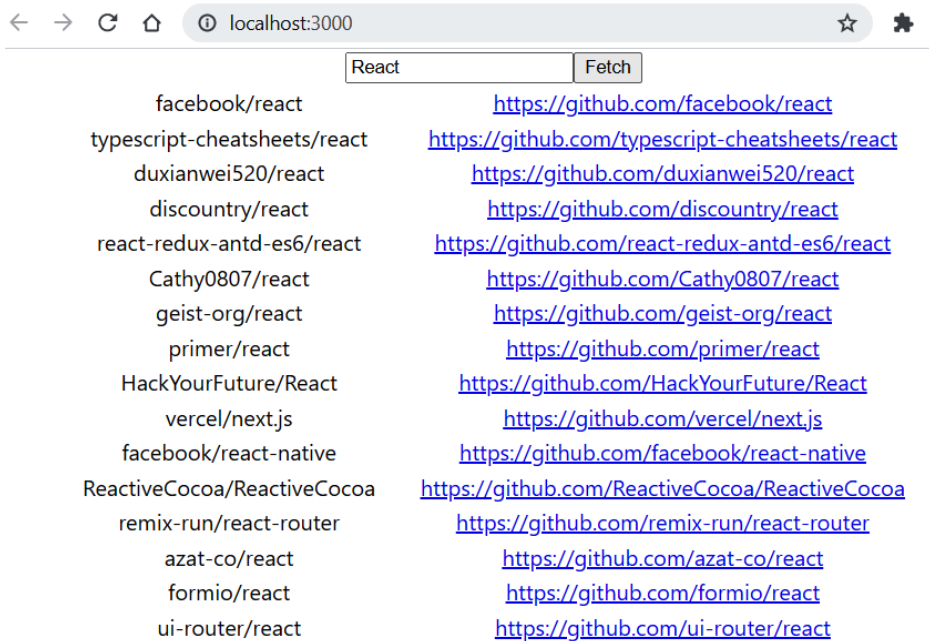 localhost:3000
React Fetch
facebook/react https://github.com/facebook/react
typescript-cheatsheets/react https://github.com/typescript-cheatsheets/react
duxianwei520/react https://github.com/duxianwei520/react
discountry/react https://github.com/discountry/react
react-redux-antd-es6/react https://github.com/react-redux-antd-es6/react
Cathy0807/react https://github.com/Cathy0807/react
geist-org/react https://github.com/geist-org/react
primer/react https://github.com/primer/react
HackYourFuture/React https://github.com/HackYourFuture/React
vercel/next.js https://github.com/vercel/next.js
facebook/react-native https://github.com/facebook/react-native
ReactiveCocoa/ReactiveCocoa https://github.com/ReactiveCocoa/ReactiveCocoa
remix-run/react-router https://github.com/remix-run/react-router
azat-co/react https://github.com/azat-co/react
formio/react https://github.com/formio/react
ui-router/react https://github.com/ui-router/react